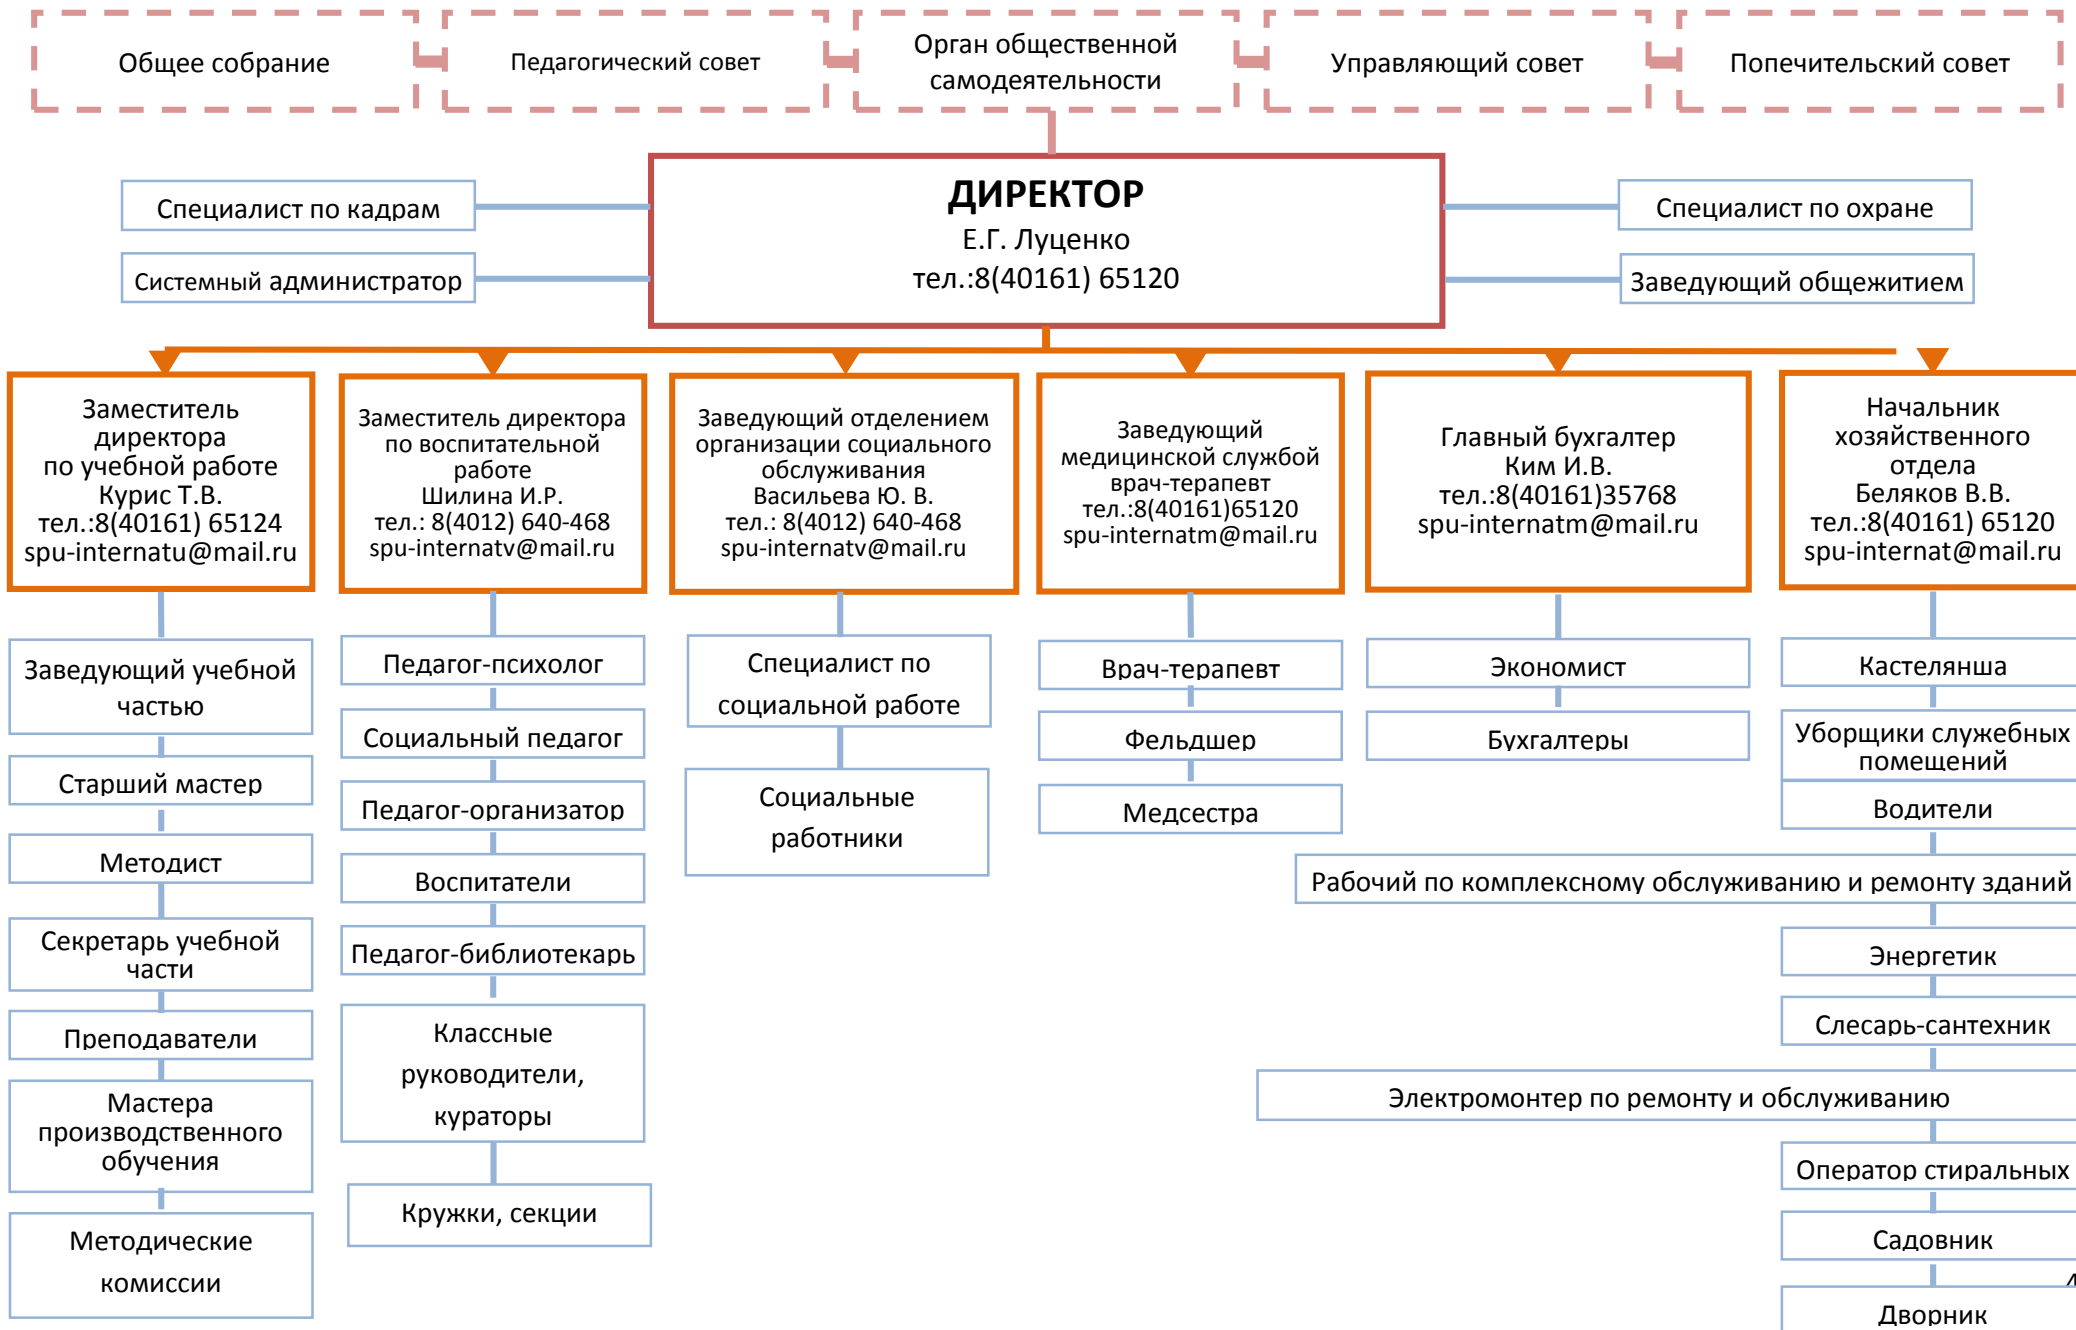 Общее собрание
Педагогический совет
Орган общественной
самодеятельности
Управляющий совет
Попечительский совет
ДИРЕКТОР
Е.Г. Луценко
тел.:8(40161) 65120
Специалист по кадрам
Системный администратор
Специалист по охране
Заведующий общежитием
Заместитель
директора
по учебной работе
Курис Т.В.
тел.:8(40161) 65124
spu-internatu@mail.ru
Заместитель директора
по воспитательной
работе
Шилина И.Р.
тел.: 8(4012) 640-468
spu-internatv@mail.ru
Заведующий отделением
организации социального
обслуживания
Васильева Ю. В.
тел.: 8(4012) 640-468
spu-internatv@mail.ru
Заведующий
медицинской службой
врач-терапевт
тел.:8(40161)65120
spu-internatm@mail.ru
Главный бухгалтер
Ким И.В.
тел.:8(40161)35768
spu-internatm@mail.ru
Начальник
хозяйственного
отдела
Беляков В.В.
тел.:8(40161) 65120
spu-internat@mail.ru
Заведующий учебной
частью
Старший мастер
Методист
Секретарь учебной
части
Преподаватели
Мастера
производственного
обучения
Методические
комиссии
Педагог-психолог
Социальный педагог
Педагог-организатор
Воспитатели
Педагог-библиотекарь
Классные
руководители,
кураторы
Кружки, секции
Специалист по
социальной работе
Социальные
работники
Врач-терапевт
Фельдшер
Медсестра
Экономист
Бухгалтеры
Кастелянша
Уборщики служебных
помещений
Водители
Рабочий по комплексному обслуживанию и ремонту зданий
Энергетик
Слесарь-сантехник
Электромонтер по ремонту и обслуживанию
Оператор стиральных
Садовник
Дворник